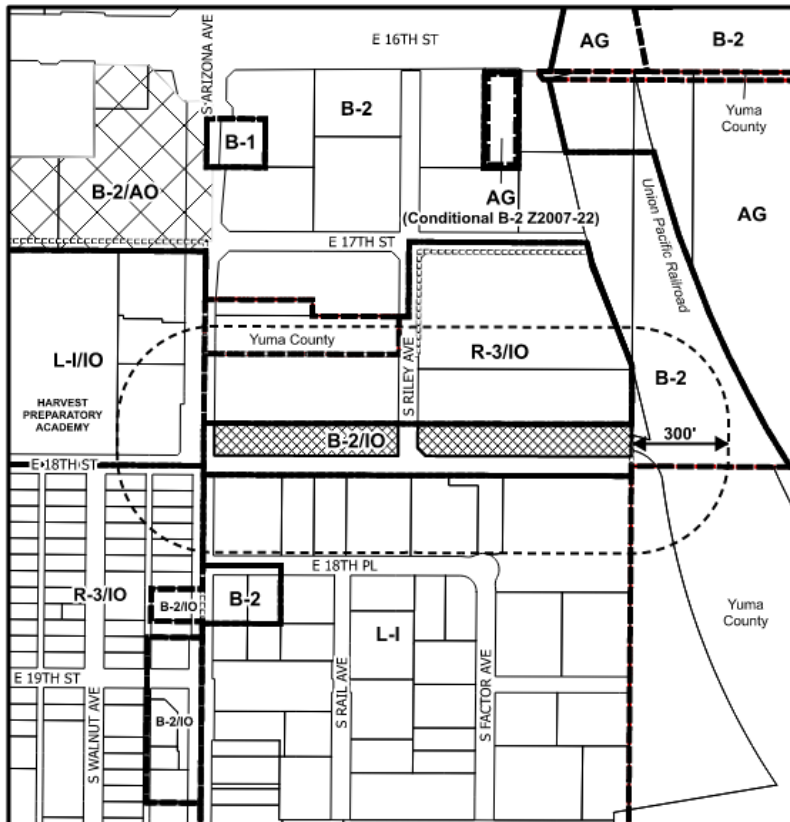 E 16TH ST
AG
B-2
S ARIZONA AVE
B-1
B-2
Yuma
County
B-2/AO
AG
(Conditional B-2 Z2007-22)
AG
Union Pacific Railroad
E 17TH ST
Yuma County
S RILEY AVE
R-3/IO
L-I/IO
HARVEST
PREPARATORY
ACADEMY
B-2
B-2/IO
300'
E 18TH ST
E 18TH PL
R-3/IO
B-2/IO
B-2
Yuma
County
L-I
E 19TH ST
S WALNUT AVE
B-2/IO
S RAIL AVE
S FACTOR AVE